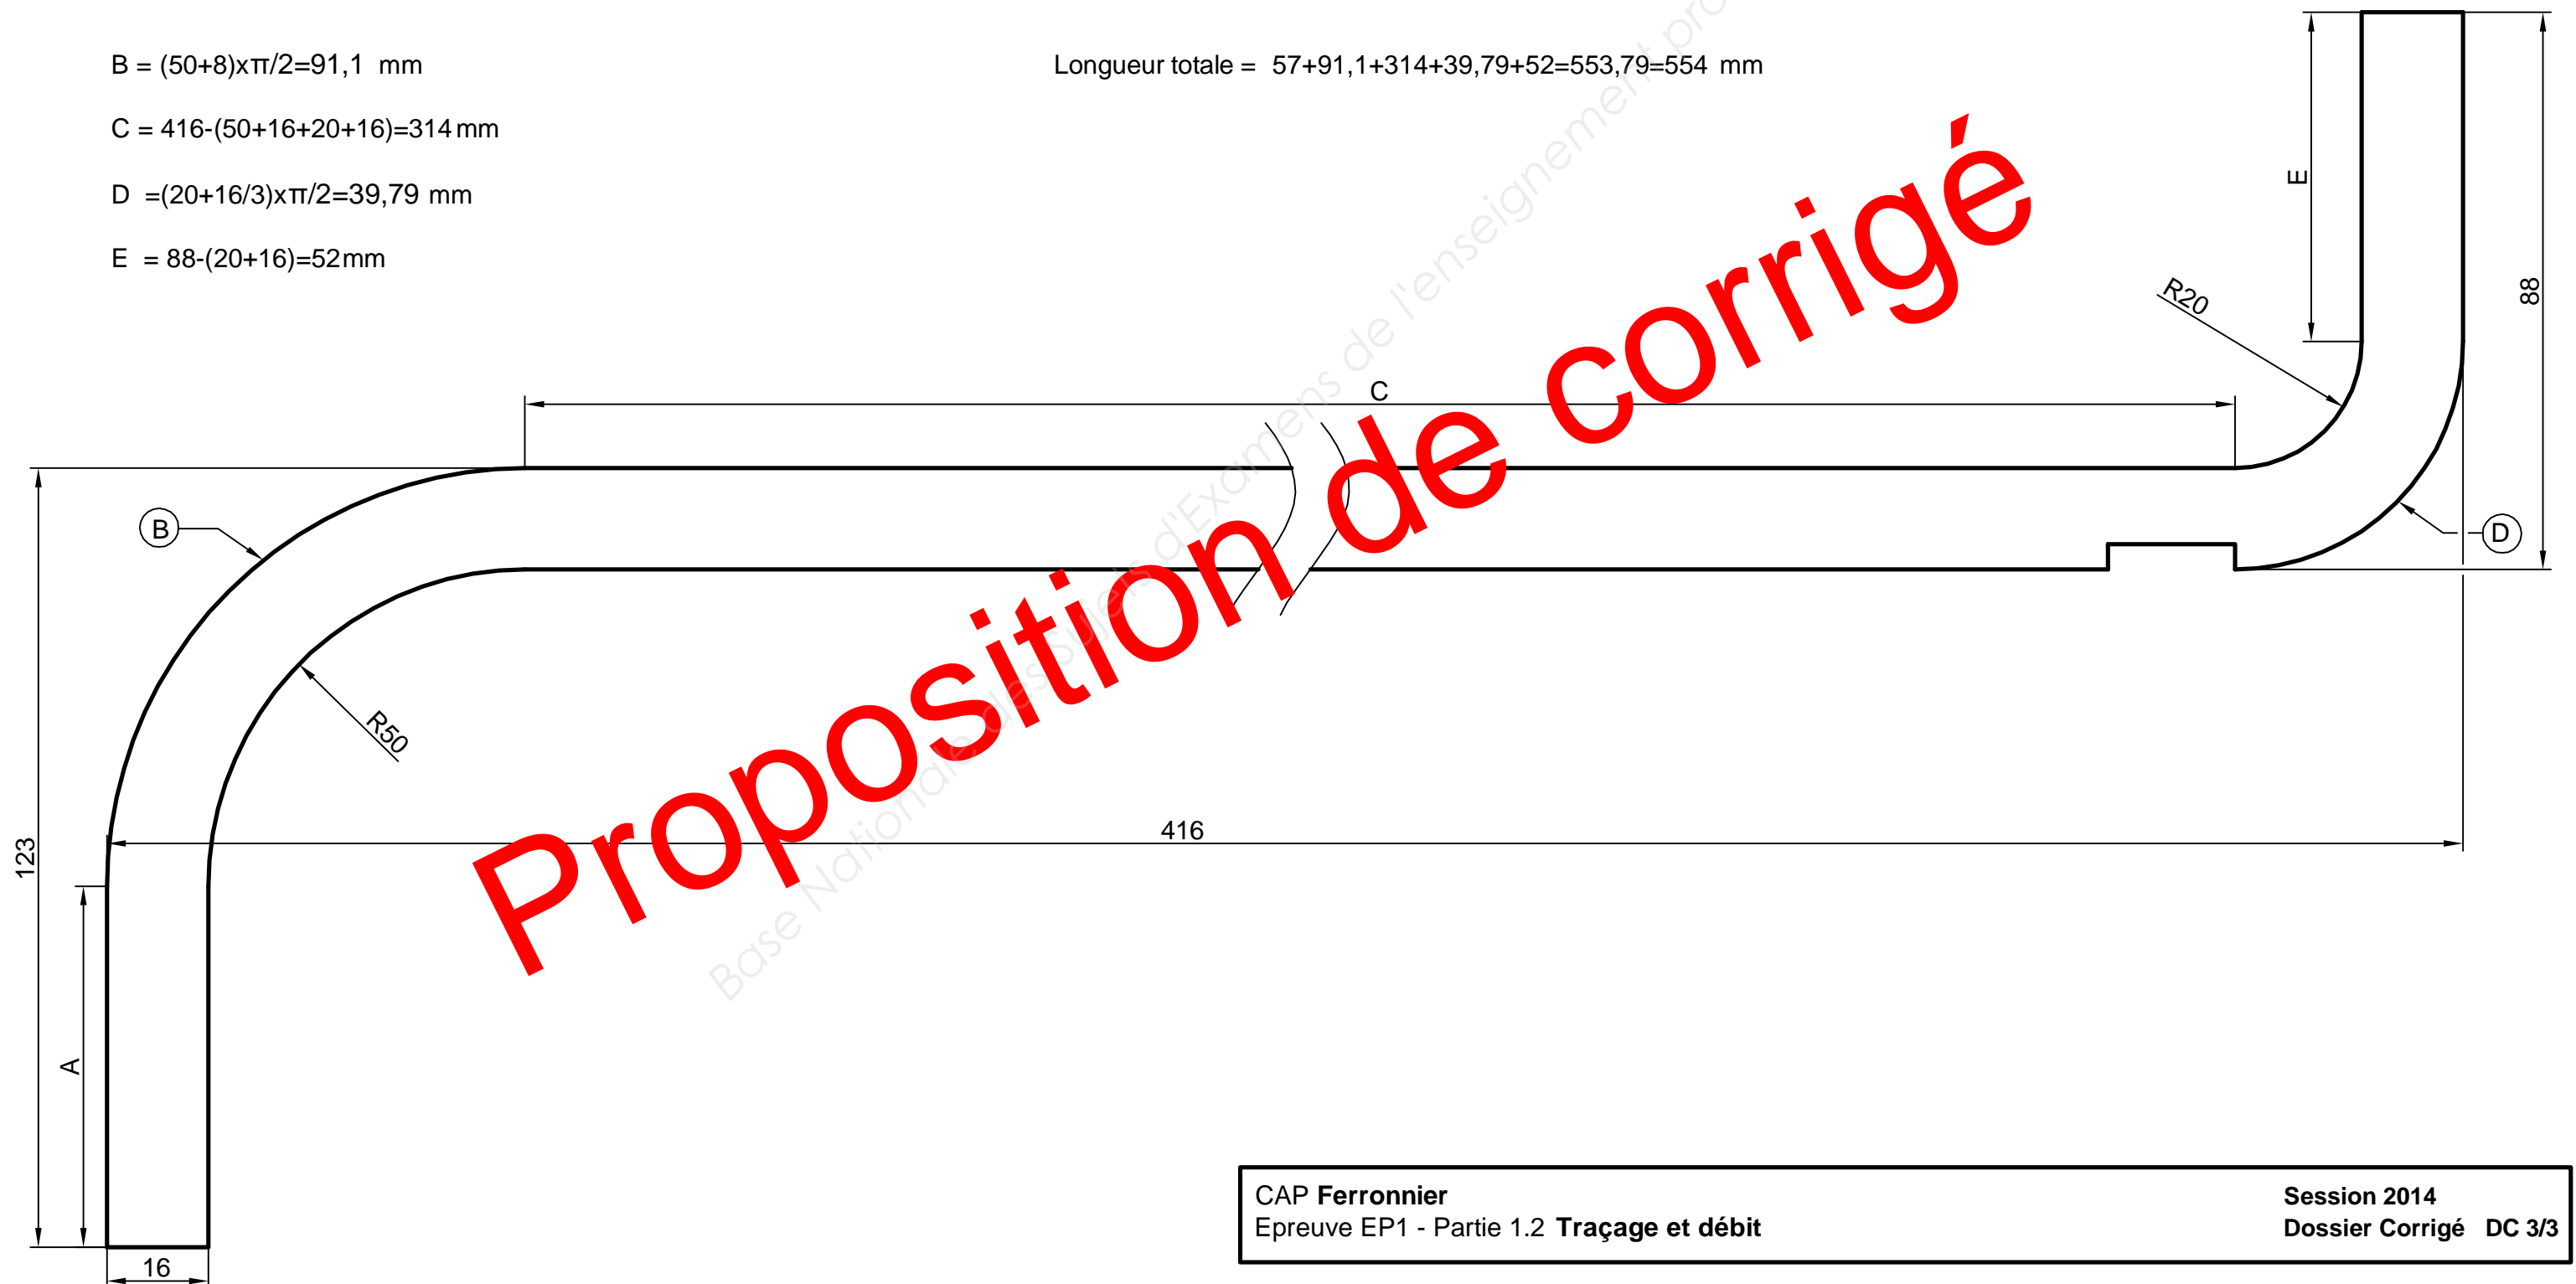 B = (50+8)xπ/2=91,1 mm
Longueur totale = 57+91,1+314+39,79+52=553,79=554 mm
C = 416-(50+16+20+16)=314 mm
D =(20+16/3)xπ/2=39,79 mm
E = 88-(20+16)=52mm
E
88
R20
C
B
D
R50
416
123
A
16
Proposition de corrigé
Base Nationale des Sujets d'Examens de l'enseignement pro
CAP Ferronnier
Session 2014
Epreuve EP1 - Partie 1.2 Traçage et débit
Dossier Corrigé DC 3/3